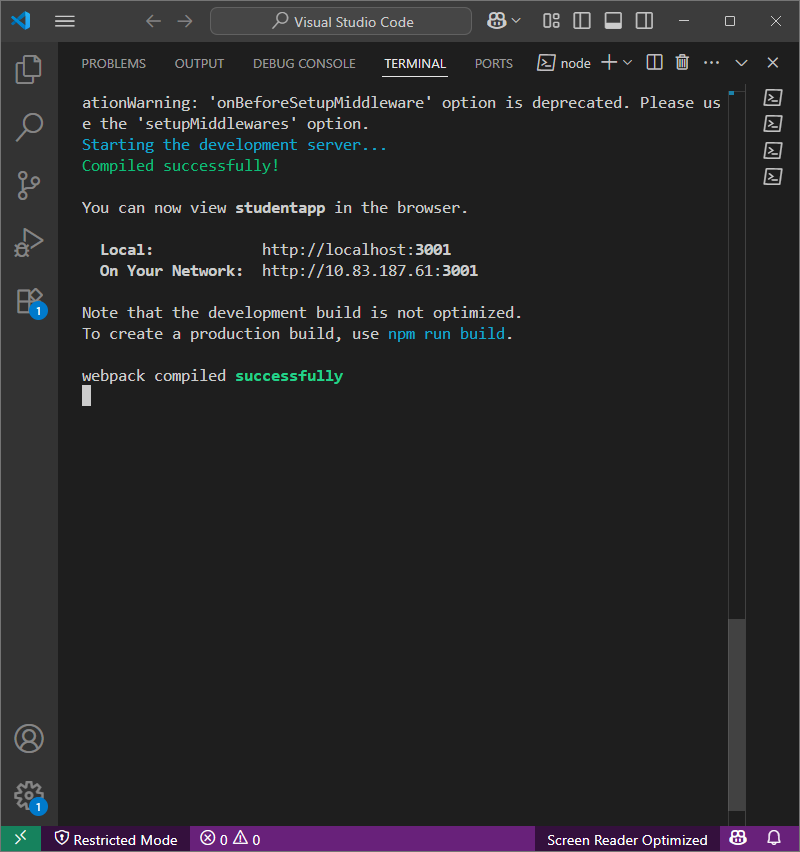 Visual Studio Code
PROBLEMS OUTPUT DEBUG CONSOLE TERMINAL PORTS node
ationWarning: 'onBeforeSetupMiddleware' option is deprecated. Please us
e the 'setupMiddlewares' option.
Starting the development server...
Compiled successfully!
You can now view studentapp in the browser.
Local: http://localhost:3001
On Your Network: http://10.83.187.61:3001
Note that the development build is not optimized.
To create a production build, use npm run build.
webpack compiled successfully
1
1
Restricted Mode 0 0 Screen Reader Optimized